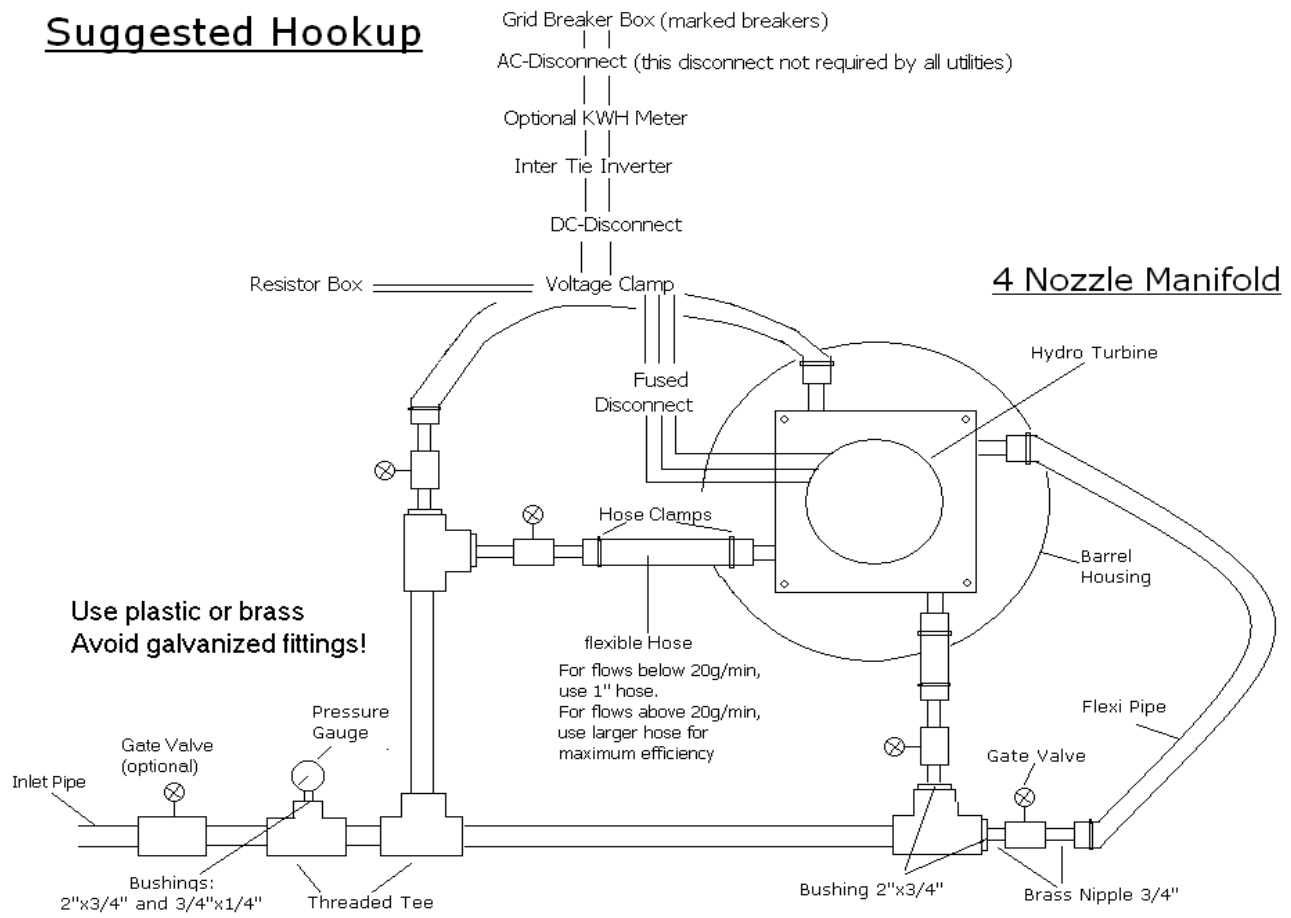 Suggested Hookup
Grid Breaker Box (marked breakers)
AC-Disconnect (this disconnect not required by all utilities)
Optional KWH Meter
Inter Tie Inverter
DC-Disconnect
Resistor Box
Voltage Clamp
4 Nozzle Manifold
Hydro Turbine
Fused
Disconnect
Hose Clamps
Barrel
Housing
Use plastic or brass
Avoid galvanized fittings!
flexible Hose
For flows below 20g/min,
use 1" hose.
For flows above 20g/min,
use larger hose for
maximum efficiency
Pressure
Gauge
Flexi Pipe
Gate Valve
(optional)
Gate Valve
Inlet Pipe
Bushings:
2"x3/4" and 3/4"x1/4"
Threaded Tee
Bushing 2"x3/4"
Brass Nipple 3/4"